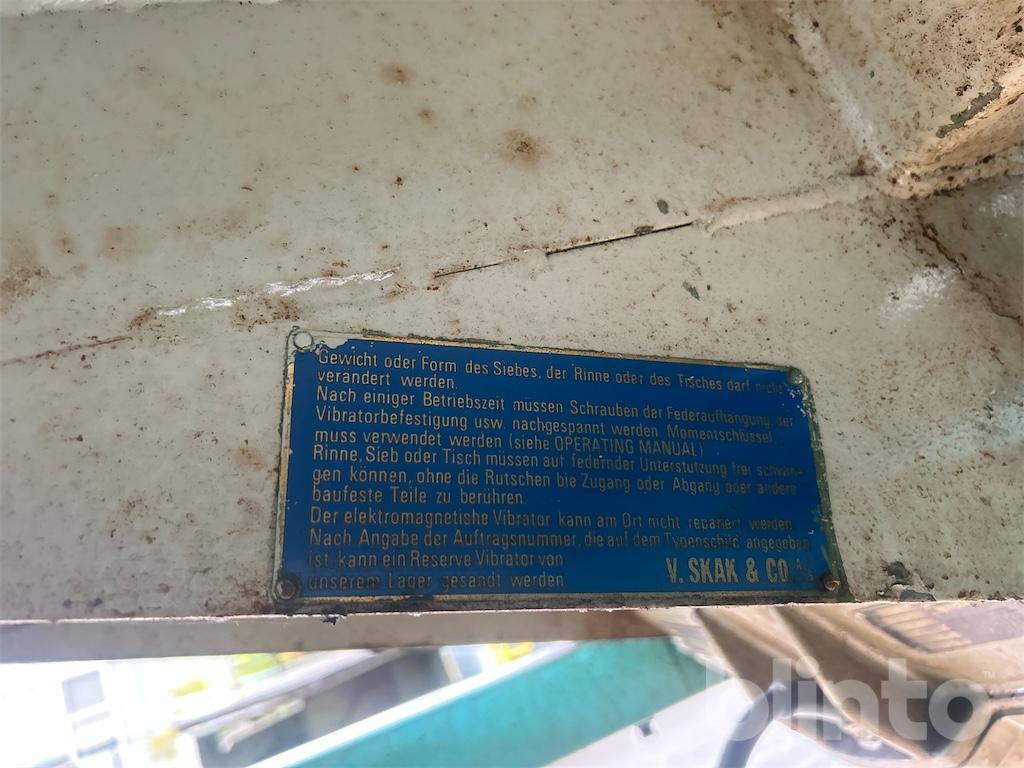 Gewicht oder Form des Siebes, der Rinne oder des Tisches darf nicht
verändert werden.
Nach einiger Betriebszeit müssen Schrauben der Federaufhangung, der
Vibratorbefestigung usw. nachgespannt werden. Momentschlüssel
muss verwendet werden (siehe OPERATING MANUAL)
Rinne, Sieb oder Tisch müssen auf federnder Unterstutzung frei schwin-
gen können, ohne die Rutschen bie Zugang oder Abgang oder andere
baufeste Teile zu berühren.
Der elektromagnetishe Vibrator kann am Ort nicht repariert werden.
Nach Angabe der Auftragsnummer, die auf dem Typenschild angegeben
ist, kann ein Reserve Vibrator von
unserem Lager gesandt werden.
V. SKAK & CO. A/S
blinto™